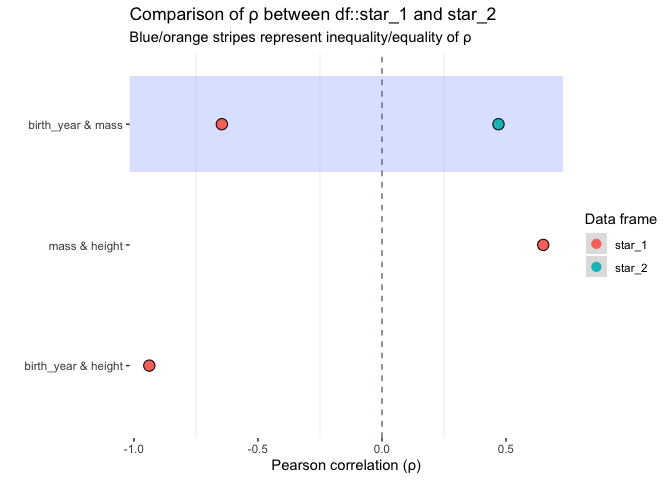 Comparison of ρ between df::star_1 and star_2
Blue/orange stripes represent inequality/equality of ρ
birth_year & mass
mass & height
birth_year & height
Data frame
star_1
star_2
-1.0
-0.5
0.0
0.5
Pearson correlation (ρ)